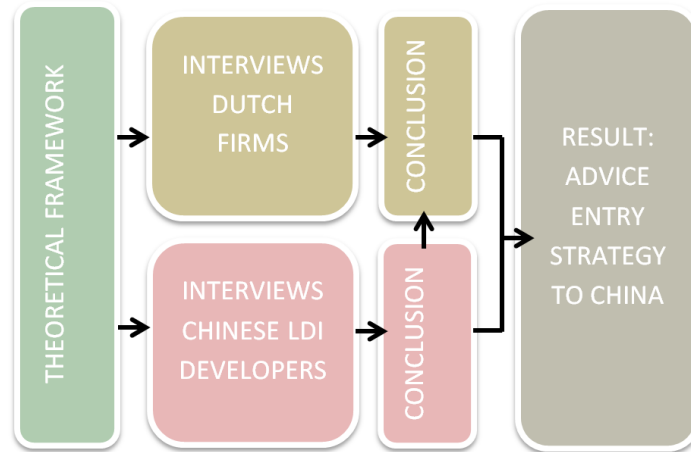 THEORETICAL FRAMEWORK
INTERVIEWS
DUTCH
FIRMS
CONCLUSION
INTERVIEWS
CHINESE LDI
DEVELOPERS
CONCLUSION
RESULT:
ADVICE
ENTRY
STRATEGY
TO CHINA